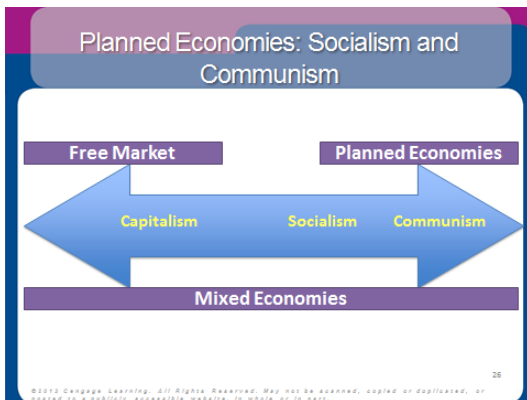 Planned Economies: Socialism and
Communism
Free Market
Planned Economies
Capitalism
Socialism
Communism
Mixed Economies
26
©2012 Cengage Learning. All Rights Reserved. May not be scanned, copied or duplicated, or
posted to a publicly accessible website, in whole or in part.